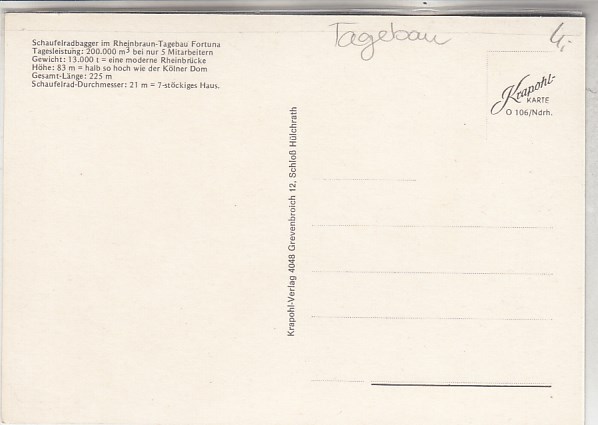 Schaufelradbagger im Rheinbraun-Tagebau Fortuna
Tagesleistung: 200.000 m³ bei nur 5 Mitarbeitern
Gewicht: 13.000 t = eine moderne Rheinbrücke
Höhe: 83 m = halb so hoch wie der Kölner Dom
Gesamt-Länge: 225 m
Schaufelrad-Durchmesser: 21 m = 7-stöckiges Haus.
Tagebau
4,-
Krapohl-
KARTE
O 106/Ndrh.
Krapohl-Verlag 4048 Grevenbroich 12, Schloß Hülchrath